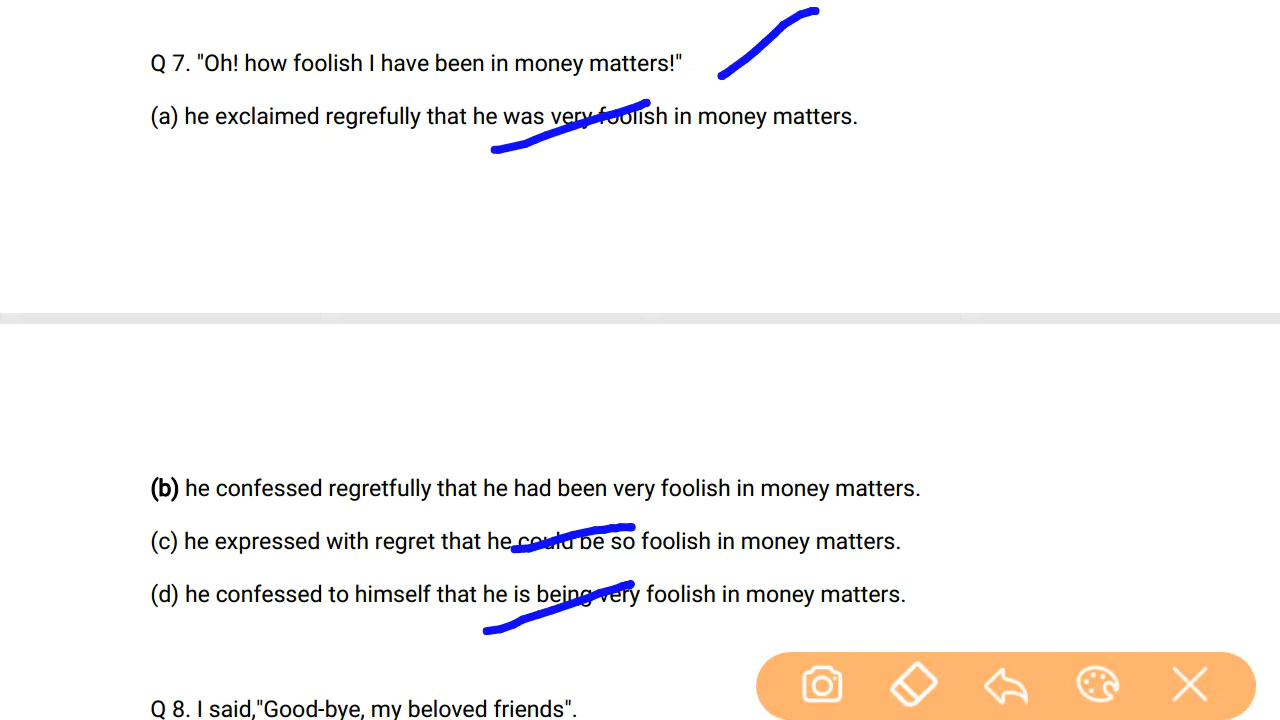 Q 7. "Oh! how foolish I have been in money matters!"
(a) he exclaimed regrefully that he was very foolish in money matters.
(b) he confessed regretfully that he had been very foolish in money matters.
(c) he expressed with regret that he could be so foolish in money matters.
(d) he confessed to himself that he is being very foolish in money matters.
Q 8. I said,"Good-bye, my beloved friends".